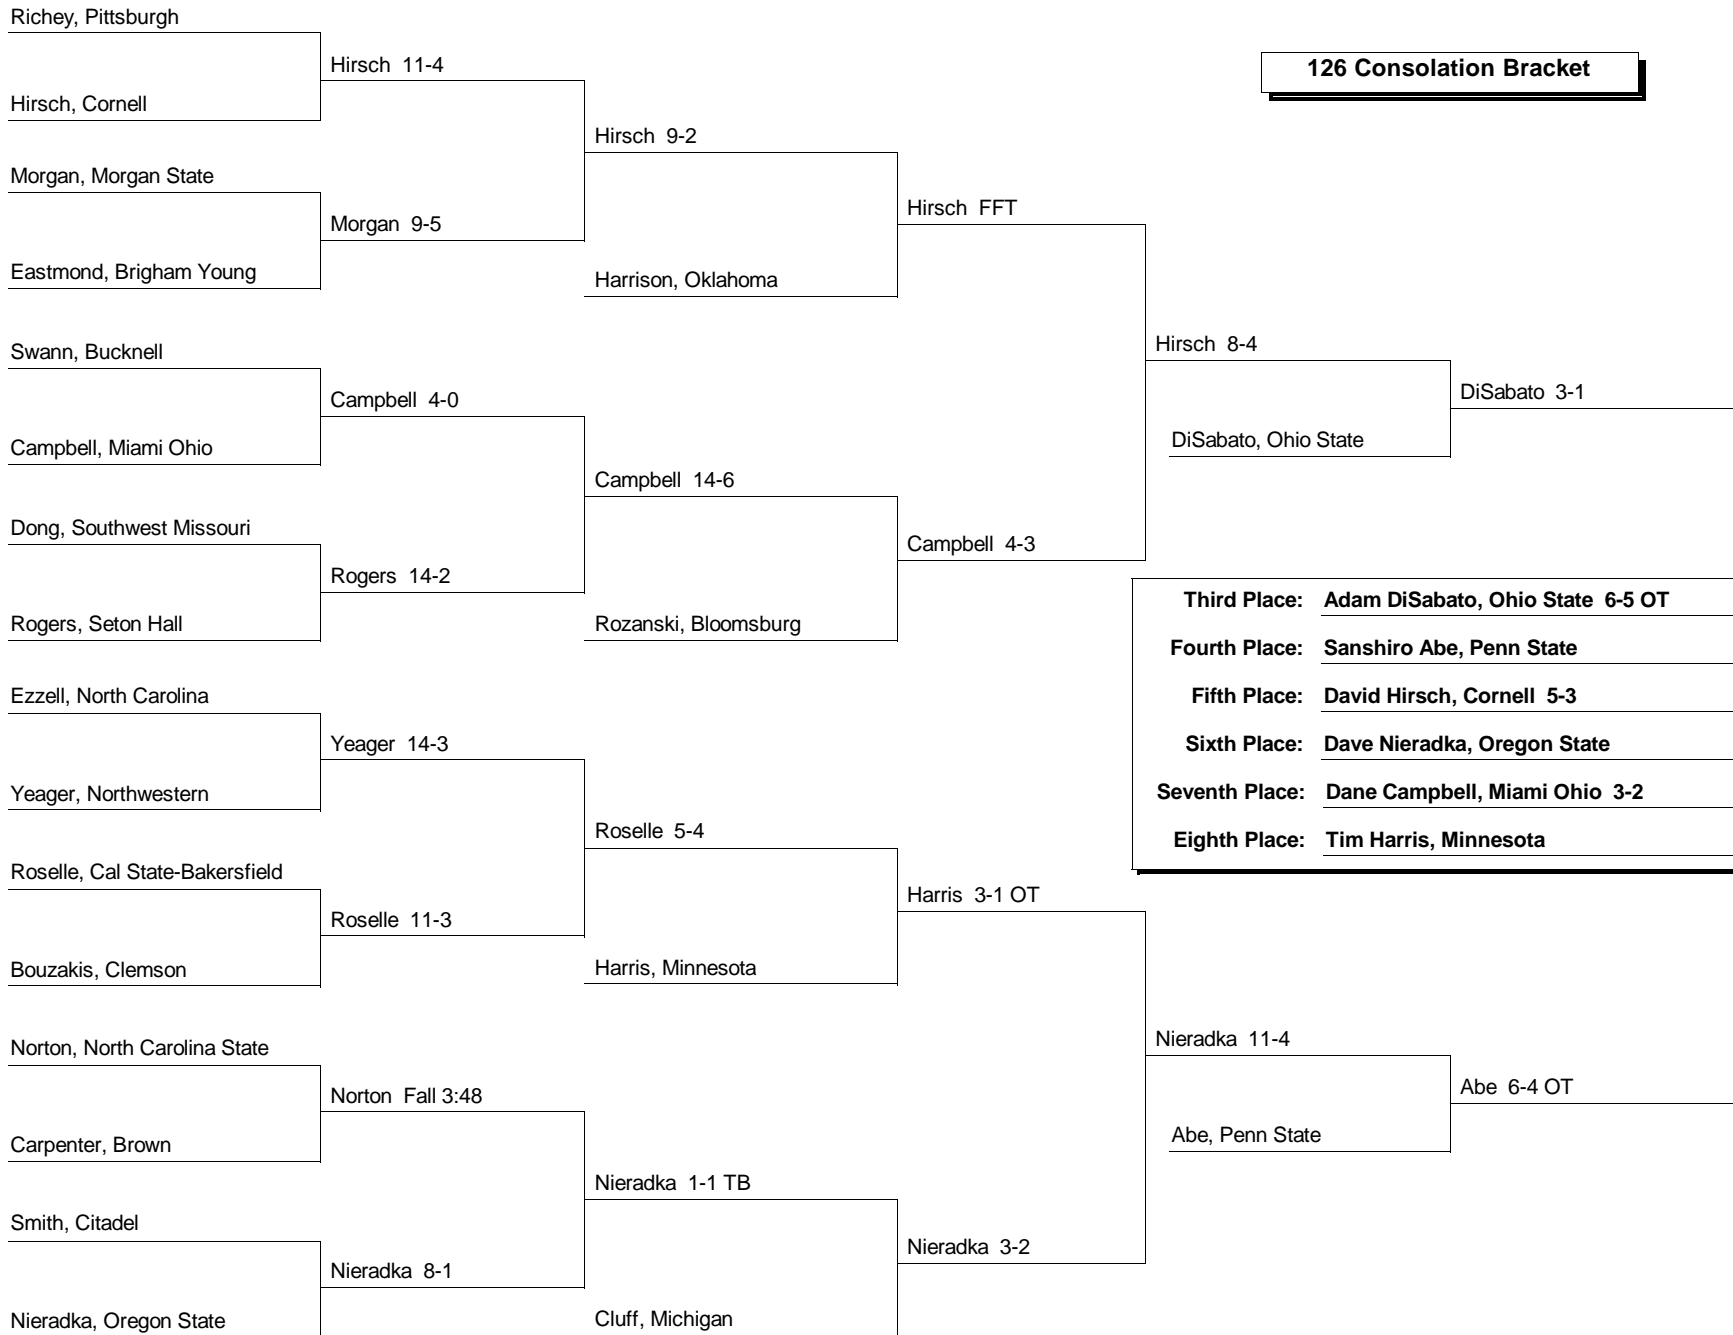 Richey, Pittsburgh
126 Consolation Bracket
Hirsch 11-4
Hirsch, Cornell
Hirsch 9-2
Morgan, Morgan State
Hirsch FFT
Morgan 9-5
Eastmond, Brigham Young
Harrison, Oklahoma
Swann, Bucknell
Hirsch 8-4
Campbell 4-0
DiSabato 3-1
Campbell, Miami Ohio
DiSabato, Ohio State
Campbell 14-6
Dong, Southwest Missouri
Campbell 4-3
Rogers 14-2
Rogers, Seton Hall
Rozanski, Bloomsburg
Third Place: Adam DiSabato, Ohio State 6-5 OT
Fourth Place: Sanshiro Abe, Penn State
Fifth Place: David Hirsch, Cornell 5-3
Sixth Place: Dave Nieradka, Oregon State
Seventh Place: Dane Campbell, Miami Ohio 3-2
Eighth Place: Tim Harris, Minnesota
Ezzell, North Carolina
Yeager 14-3
Yeager, Northwestern
Roselle 5-4
Roselle, Cal State-Bakersfield
Harris 3-1 OT
Roselle 11-3
Bouzakis, Clemson
Harris, Minnesota
Norton, North Carolina State
Nieradka 11-4
Norton Fall 3:48
Abe 6-4 OT
Carpenter, Brown
Abe, Penn State
Nieradka 1-1 TB
Smith, Citadel
Nieradka 3-2
Nieradka 8-1
Nieradka, Oregon State
Cluff, Michigan